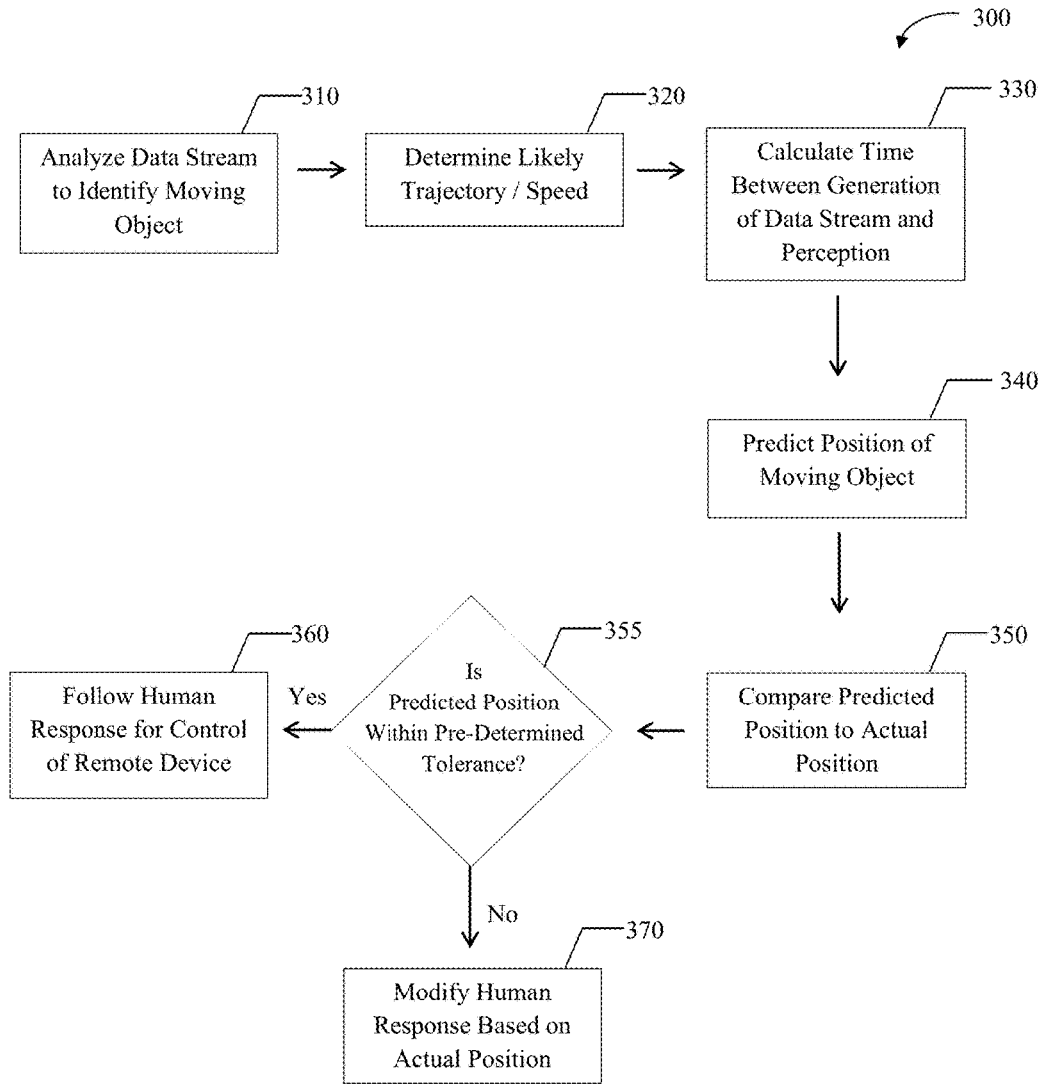 300
310
Analyze Data Stream
to Identify Moving
Object
320
Determine Likely
Trajectory / Speed
330
Calculate Time
Between Generation
of Data Stream and
Perception
340
Predict Position of
Moving Object
350
Compare Predicted
Position to Actual
Position
355
Is
Predicted Position
Within Pre-Determined
Tolerance?
Yes
360
Follow Human
Response for Control
of Remote Device
No
370
Modify Human
Response Based on
Actual Position